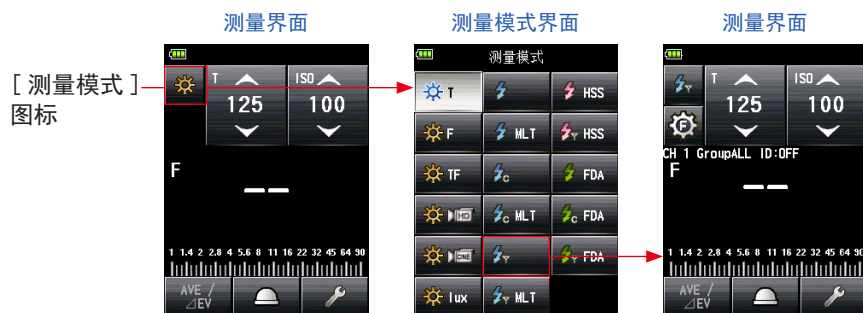 测量界面
测量模式界面
测量界面
[ 测量模式 ]
图标
T
125
ISO
100
F
1 1.4 2 2.8 4 5.6 8 11 16 22 32 45 64 90
AVE /
⊿EV
测量模式
T
HSS
F
MLT
HSS
TF
C
FDA
HD
C MLT
C FDA
CINE
Y
Y FDA
lux
Y MLT
Y
T
125
ISO
100
F
CH 1 GroupALL ID:OFF
F
1 1.4 2 2.8 4 5.6 8 11 16 22 32 45 64 90
AVE /
⊿EV